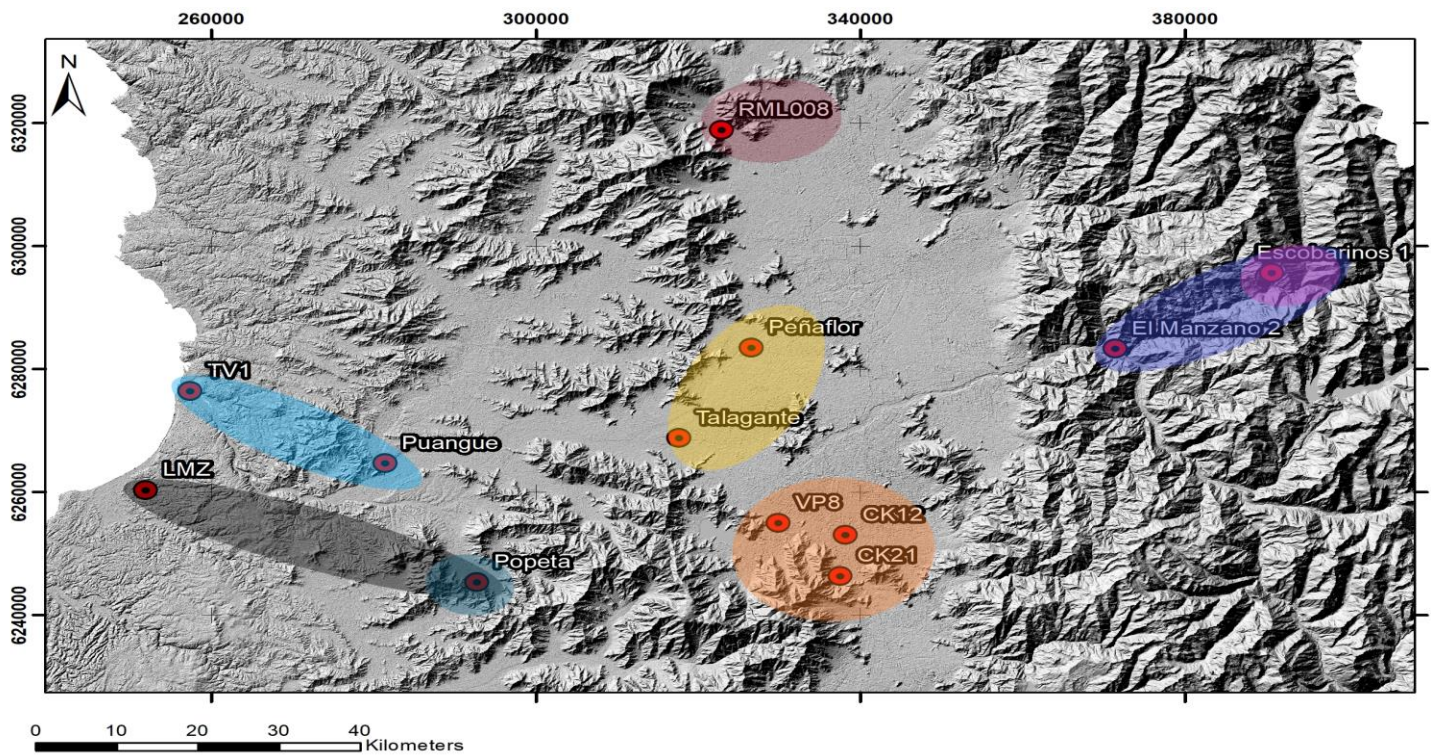 260000 300000 340000 380000
N
6320000
6300000
6280000
6260000
6240000
RML008
Escobarinos 1
El Manzano 2
Peñaflor
TV1
Talagante
Puangue
LMZ
VP8
CK12
CK21
Popeta
0 10 20 30 40
Kilometers